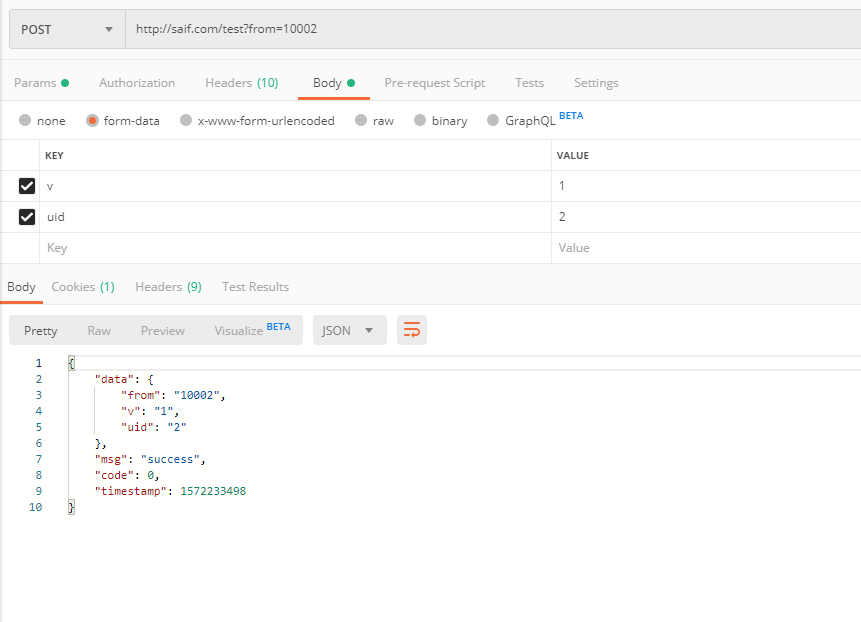 POST http://saif.com/test?from=10002
Params Authorization Headers (10) Body Pre-request Script Tests Settings
none form-data x-www-form-urlencoded raw binary GraphQL BETA
KEY VALUE
v 1
uid 2
Key Value
Body Cookies (1) Headers (9) Test Results
Pretty Raw Preview Visualize BETA JSON
1 {
2 "data": {
3 "from": "10002",
4 "v": "1",
5 "uid": "2"
6 },
7 "msg": "success",
8 "code": 0,
9 "timestamp": 1572233498
10 }